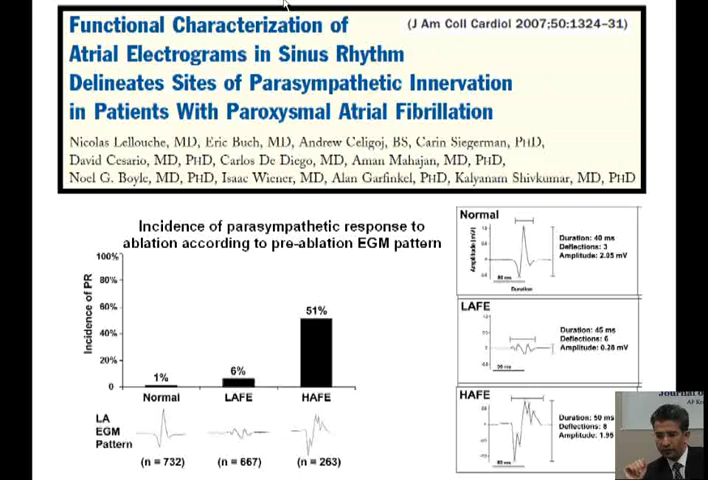 Functional Characterization of
Atrial Electrograms in Sinus Rhythm
Delineates Sites of Parasympathetic Innervation
in Patients With Paroxysmal Atrial Fibrillation
(J Am Coll Cardiol 2007;50:1324–31)
Nicolas Lellouche, MD, Eric Buch, MD, Andrew Celigoj, BS, Carin Siegerman, PHD,
David Cesario, MD, PHD, Carlos De Diego, MD, Aman Mahajan, MD, PHD,
Noel G. Boyle, MD, PHD, Isaac Wiener, MD, Alan Garfinkel, PHD, Kalyanam Shivkumar, MD, PHD
Incidence of parasympathetic response to
ablation according to pre-ablation EGM pattern
Incidence of PR
100%
80%
60%
40%
20%
0
1%
6%
51%
Normal LAFE HAFE
LA
EGM
Pattern
(n = 732) (n = 667) (n = 263)
Normal
Amplitude (mV)
Duration
Duration: 40 ms
Deflections: 3
Amplitude: 2.05 mV
LAFE
Duration: 45 ms
Deflections: 6
Amplitude: 0.28 mV
HAFE
Duration: 50 ms
Deflections: 8
Amplitude: 1.95
Journal o